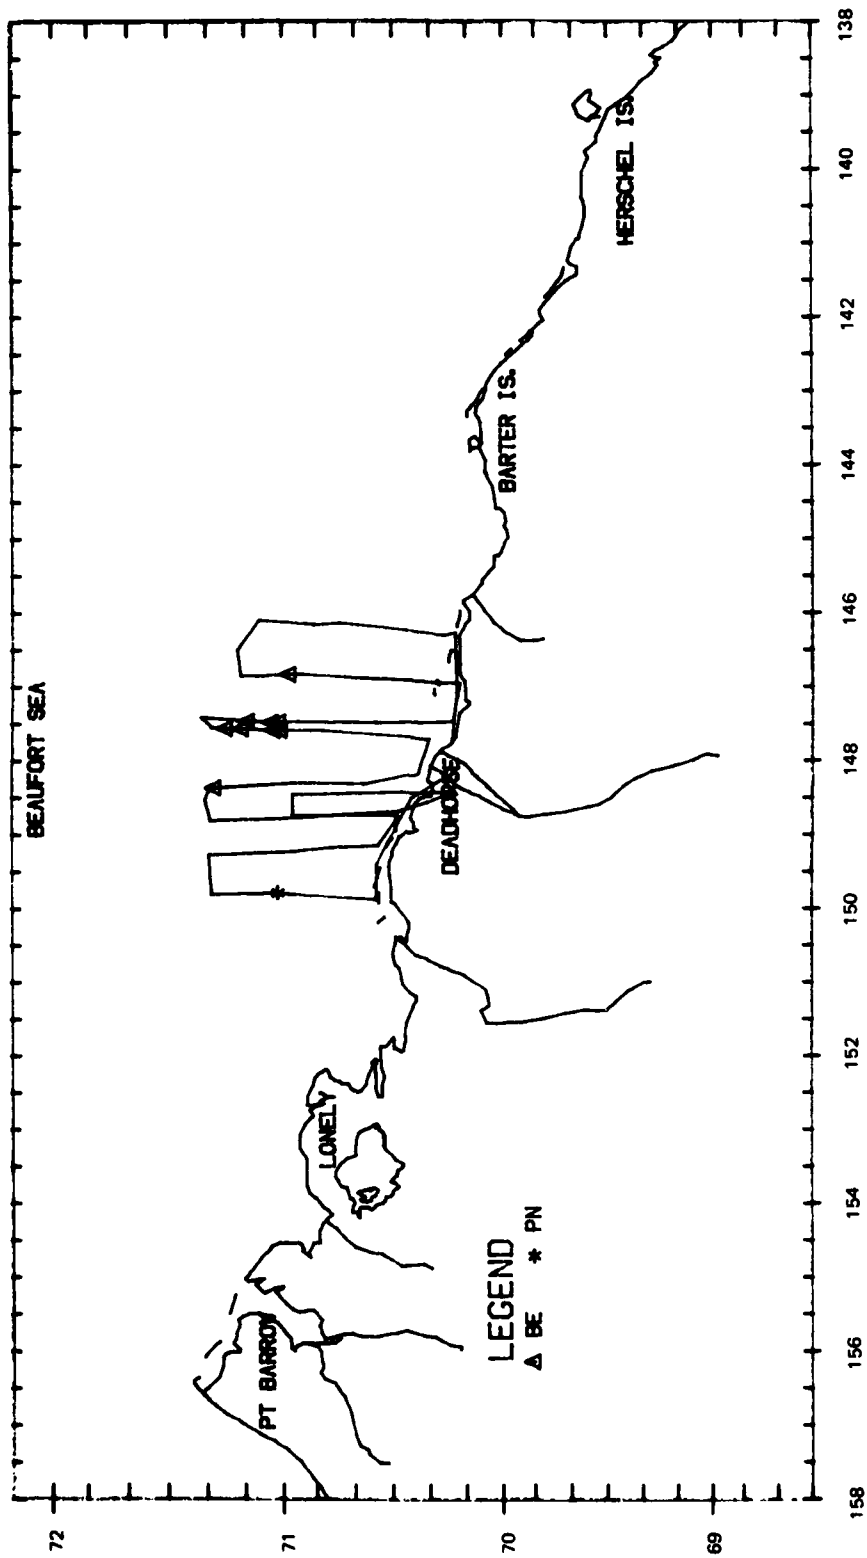 BEAUFORT SEA
72
71
70
69
158
156
154
152
150
148
146
144
142
140
138
PT BARROW
LONELY
DEADHORSE
BARTER IS.
HERSCHEL IS.
LEGEND
△ BE * PN